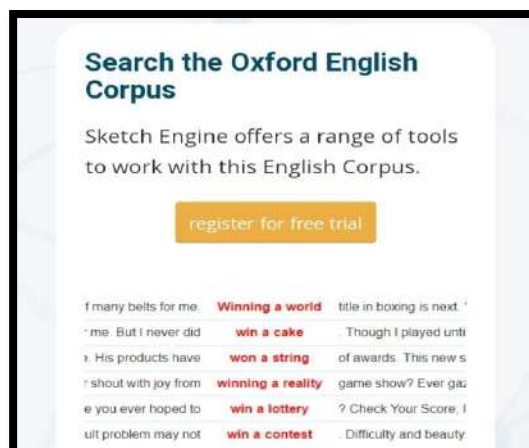 Search the Oxford English
Corpus
Sketch Engine offers a range of tools
to work with this English Corpus.
register for free trial
f many belts for me. Winning a world title in boxing is next.
me. But I never did win a cake . Though I played unti
. His products have won a string of awards. This new s
shout with joy from winning a reality game show? Ever gaz
e you ever hoped to win a lottery ? Check Your Score, I
ult problem may not win a contest . Difficulty and beauty